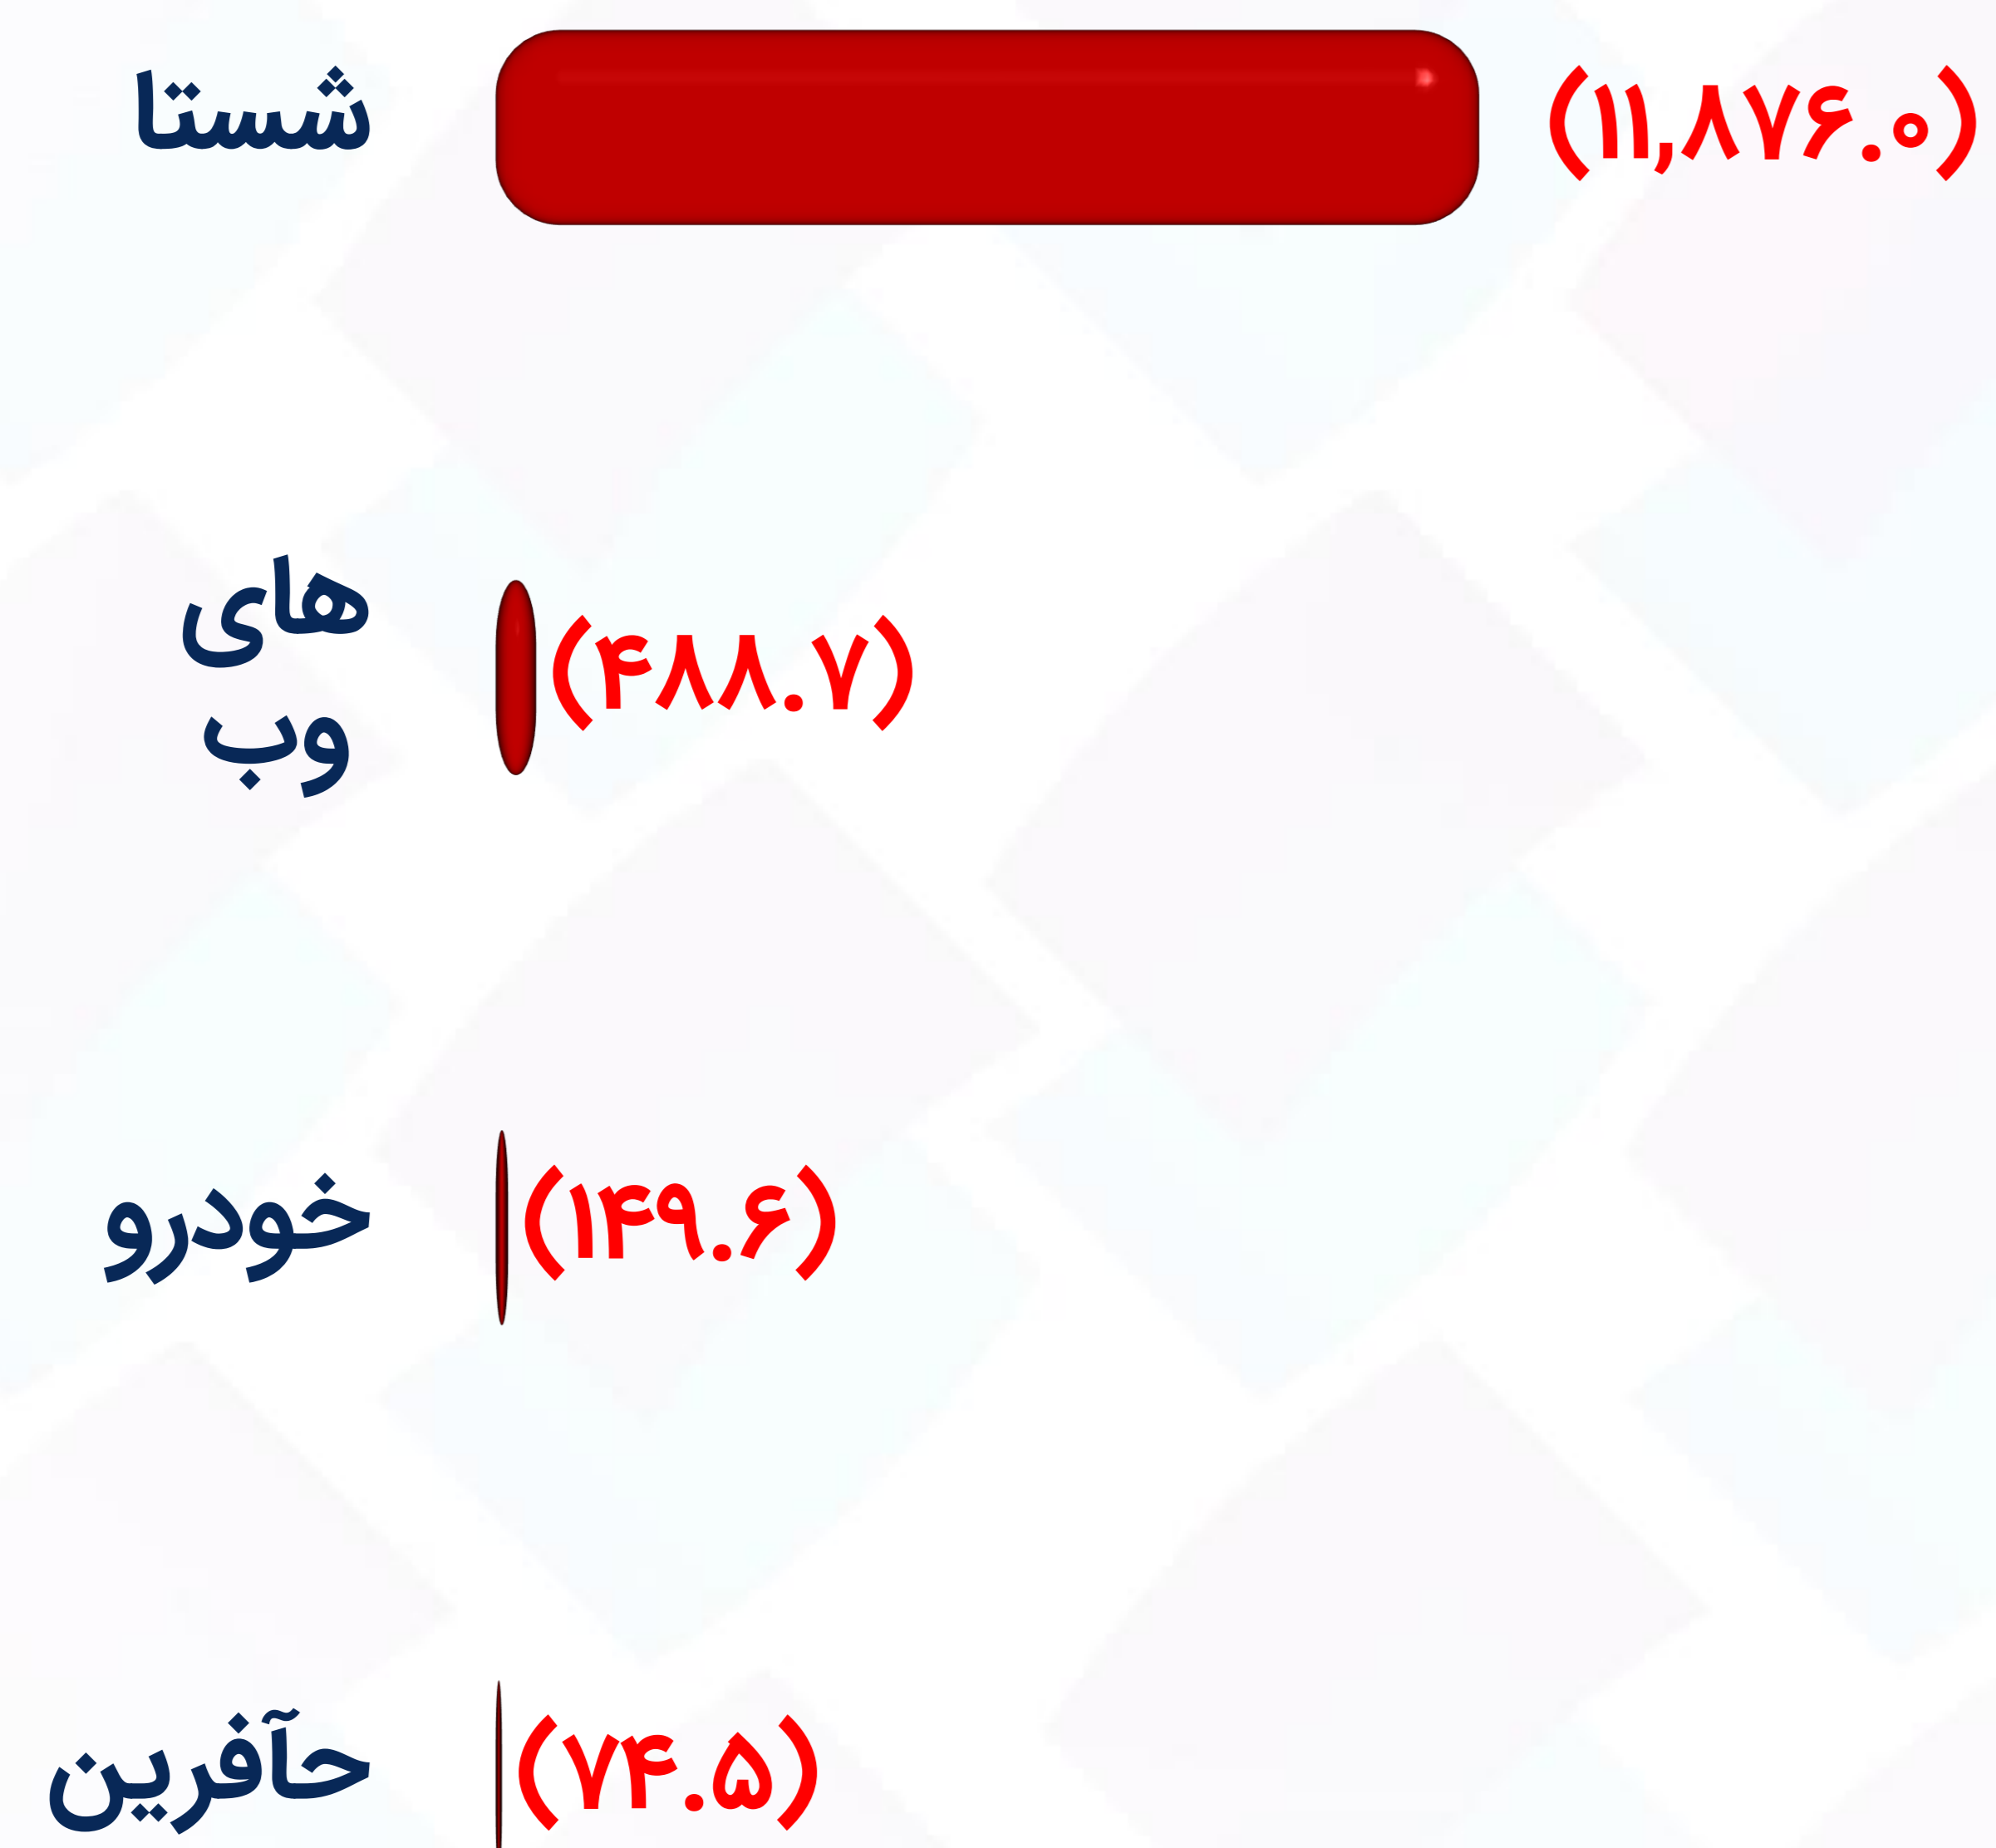 شستا
(۱۱,۸۷۶.۰)
های
وب
(۴۸۸.۷)
خودرو
(۱۴۹.۶)
حآفرین
(۷۴.۵)